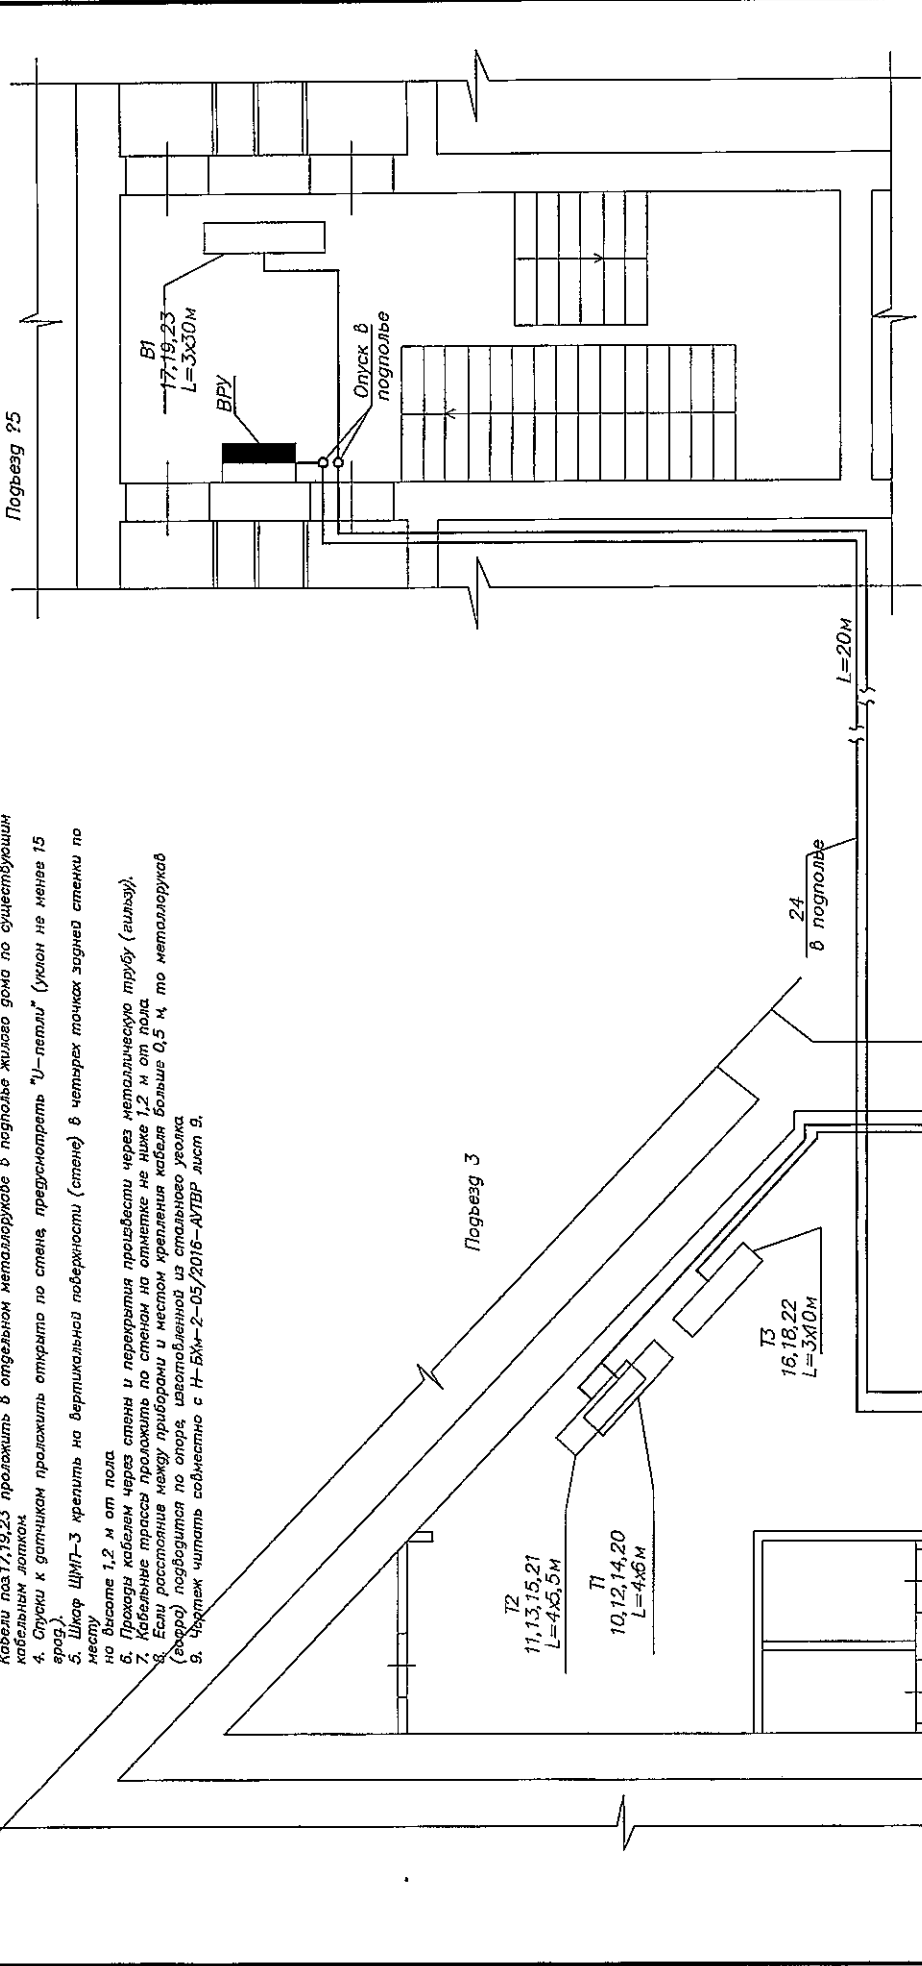 Кабели поз.17,19,23 проложить в отдельном металлорукаве в подполье жилого дома по существующим
кабельным лоткам.
4. Спуски к датчикам проложить открыто по стене, предусмотреть "U-петли" (уклон не менее 15
град.).
5. Шкаф ЩМП-3 крепить на вертикальной поверхности (стене) в четырех точках задней стенки по
месту
на высоте 1,2 м от пола
6. Проходы кабелем через стены и перекрытия произвести через металлическую трубу (гильзу).
7. Кабельные трассы проложить по стенам на отметке не ниже 1,2 м от пола
8. Если расстояние между приборами и местом крепления кабеля больше 0,5 м, то металлорукав
(гофра) подводится по опоре, изготовленной из стального уголка
9. Чертеж читать совместно с Н-БХм-2-05/2016-АУТВР лист 9.
Подьезд ?5
В1
17,19,23
L=3х30м
ВРУ
Опуск в
подполье
L=20м
24
в подполье
Подьезд 3
Т2
11,13,15,21
L=4х5,5м
Т1
10,12,14,20
L=4х6м
Т3
16,18,22
L=3х10м